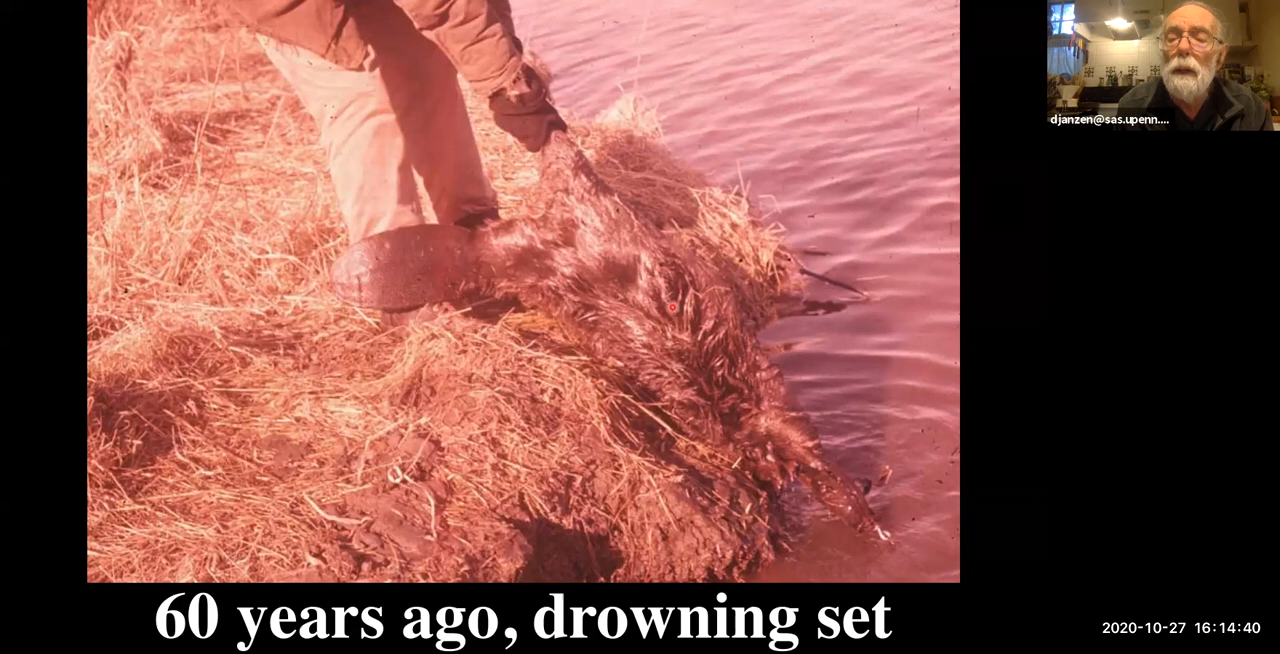 djanzen@sas.upenn....
60 years ago, drowning set
2020-10-27 16:14:40